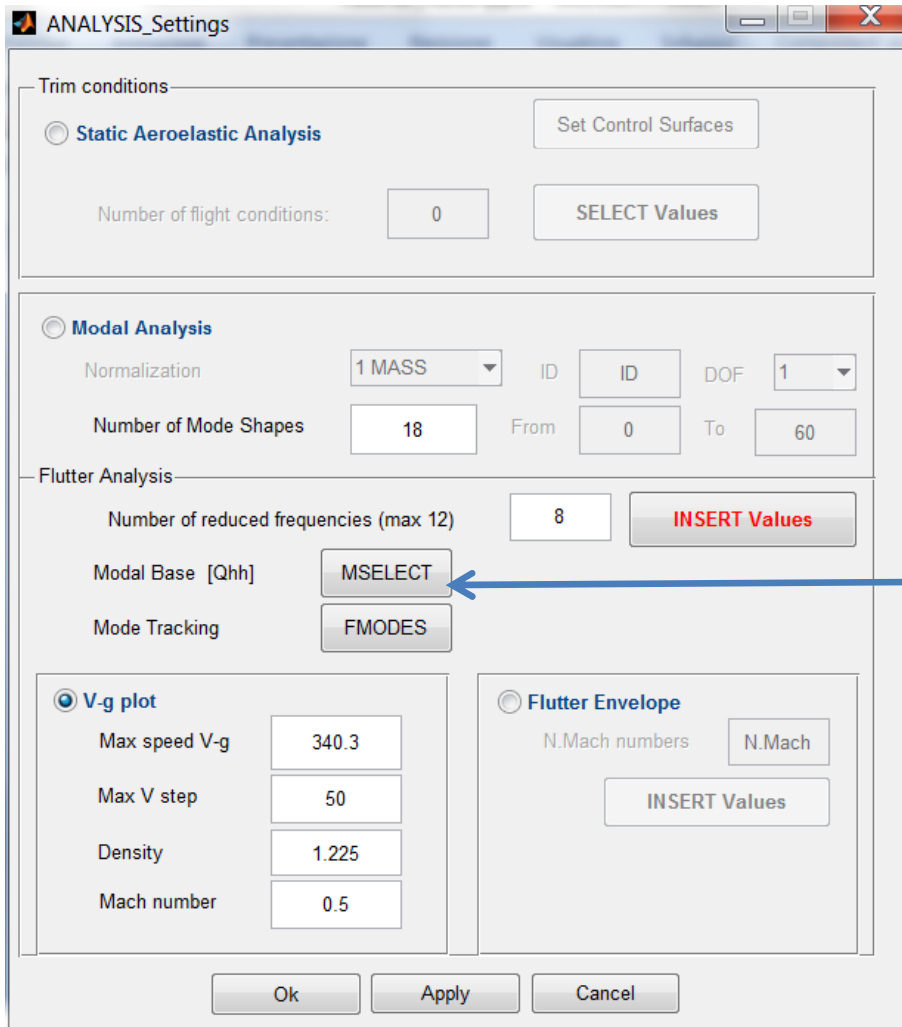 ANALYSIS_Settings
Trim conditions
Static Aeroelastic Analysis
Set Control Surfaces
Number of flight conditions:
0
SELECT Values
Modal Analysis
Normalization
1 MASS
ID
ID
DOF
1
Number of Mode Shapes
18
From
0
To
60
Flutter Analysis
Number of reduced frequencies (max 12)
8
INSERT Values
Modal Base [Qhh]
MSELECT
Mode Tracking
FMODES
V-g plot
Max speed V-g
340.3
Max V step
50
Density
1.225
Mach number
0.5
Flutter Envelope
N.Mach numbers
N.Mach
INSERT Values
Ok
Apply
Cancel